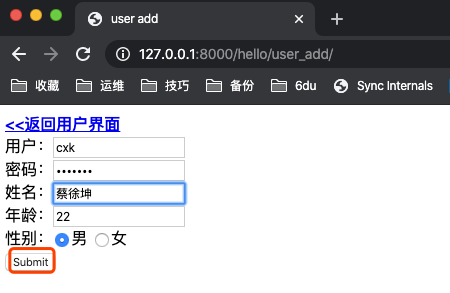 user add
127.0.0.1:8000/hello/user_add/
收藏 运维 技巧 备份 6du Sync Internals
<<返回用户界面
用户：cxk
密码：•••••••
姓名：蔡徐坤
年龄：22
性别：男 女
Submit